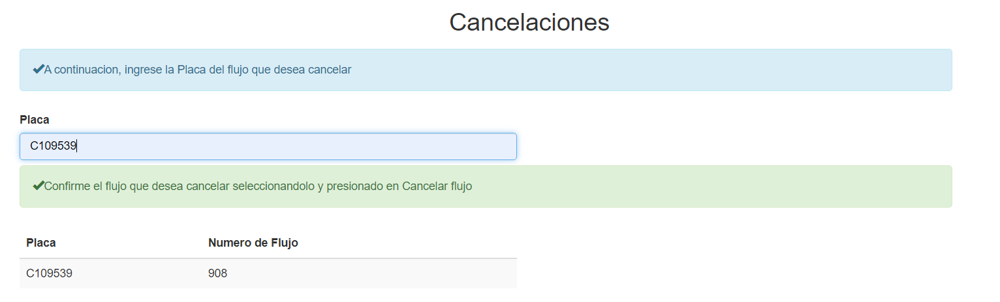 Cancelaciones
A continuacion, ingrese la Placa del flujo que desea cancelar
Placa
C109539
Confirme el flujo que desea cancelar seleccionandolo y presionado en Cancelar flujo
Placa Numero de Flujo
C109539 908